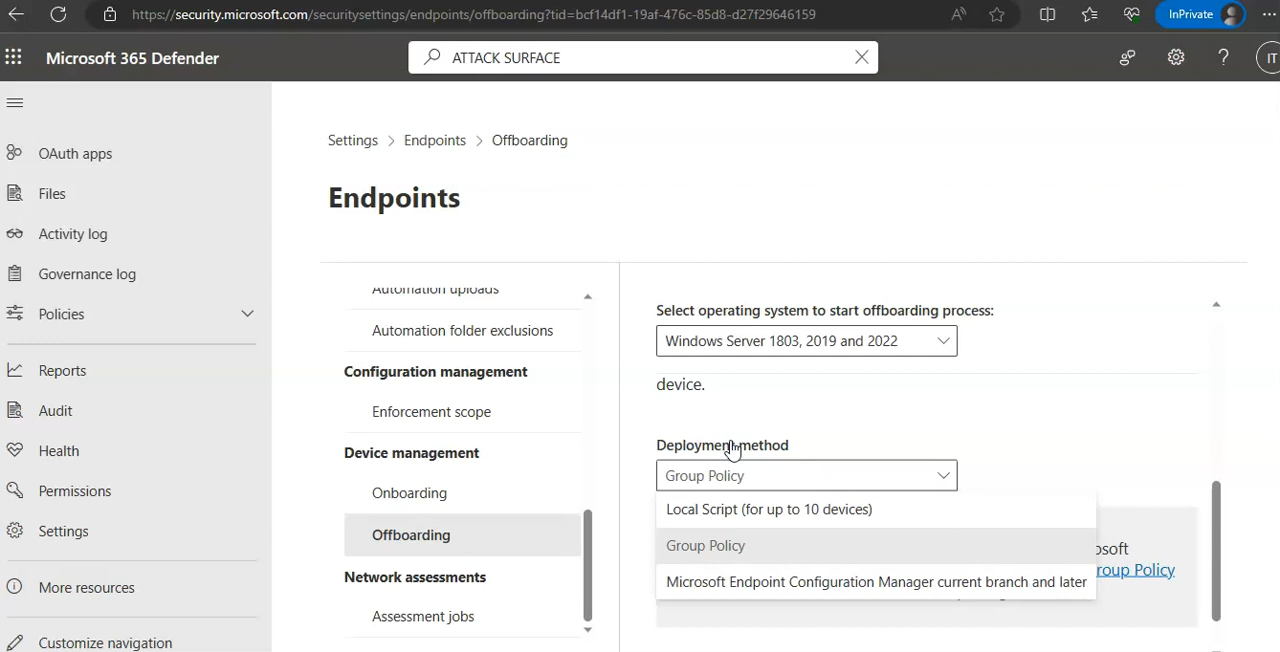 https://security.microsoft.com/securitysettings/endpoints/offboarding?tid=bcf14df1-19af-476c-85d8-d27f29646159
InPrivate
Microsoft 365 Defender
ATTACK SURFACE
IT
OAuth apps
Files
Activity log
Governance log
Policies
Reports
Audit
Health
Permissions
Settings
More resources
Customize navigation
Settings > Endpoints > Offboarding
Endpoints
Automation uploads
Automation folder exclusions
Configuration management
Enforcement scope
Device management
Onboarding
Offboarding
Network assessments
Assessment jobs
Select operating system to start offboarding process:
Windows Server 1803, 2019 and 2022
device.
Deployment method
Group Policy
Local Script (for up to 10 devices)
Group Policy
Microsoft Endpoint Configuration Manager current branch and later
osoft
roup Policy